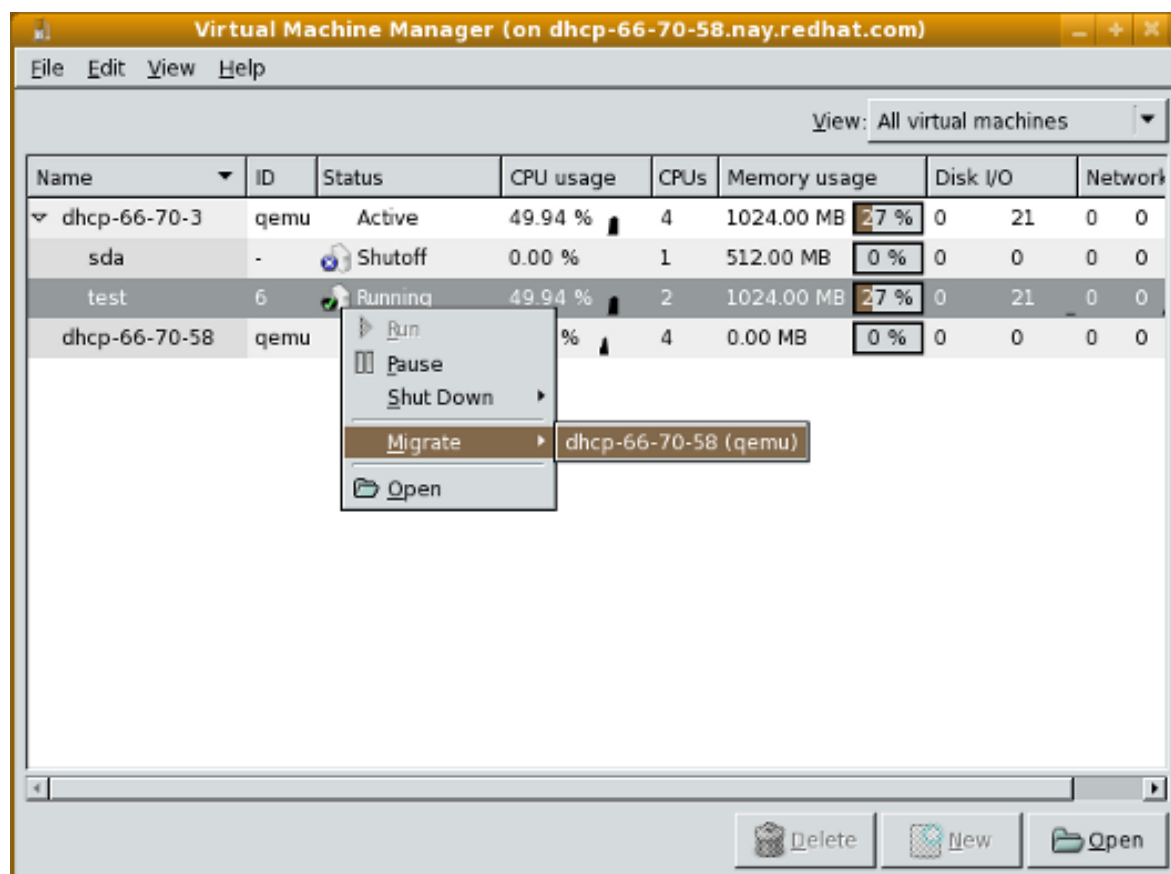 Virtual Machine Manager (on dhcp-66-70-58.nay.redhat.com)
File Edit View Help
View: All virtual machines
Name ID Status CPU usage CPUs Memory usage Disk I/O Network
dhcp-66-70-3 qemu Active 49.94 % 4 1024.00 MB 27 % 0 21 0 0
sda - Shutoff 0.00 % 1 512.00 MB 0 % 0 0 0 0
test 6 Running 49.94 % 2 1024.00 MB 27 % 0 21 0 0
dhcp-66-70-58 qemu % 4 0.00 MB 0 % 0 0 0 0
Run
Pause
Shut Down
Migrate dhcp-66-70-58 (qemu)
Open
Delete New Open